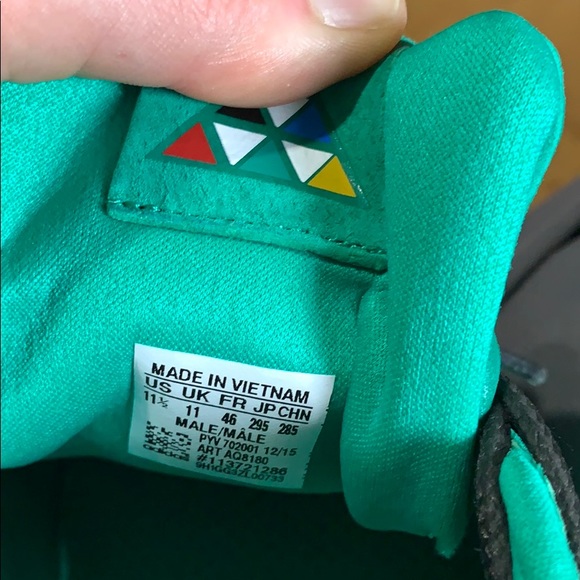 MADE IN VIETNAM
US UK FR JP CHN
11½ 11 46 295 285
MALE/MÂLE
PYV 702001 12/15
ART AQ8180
#113721286